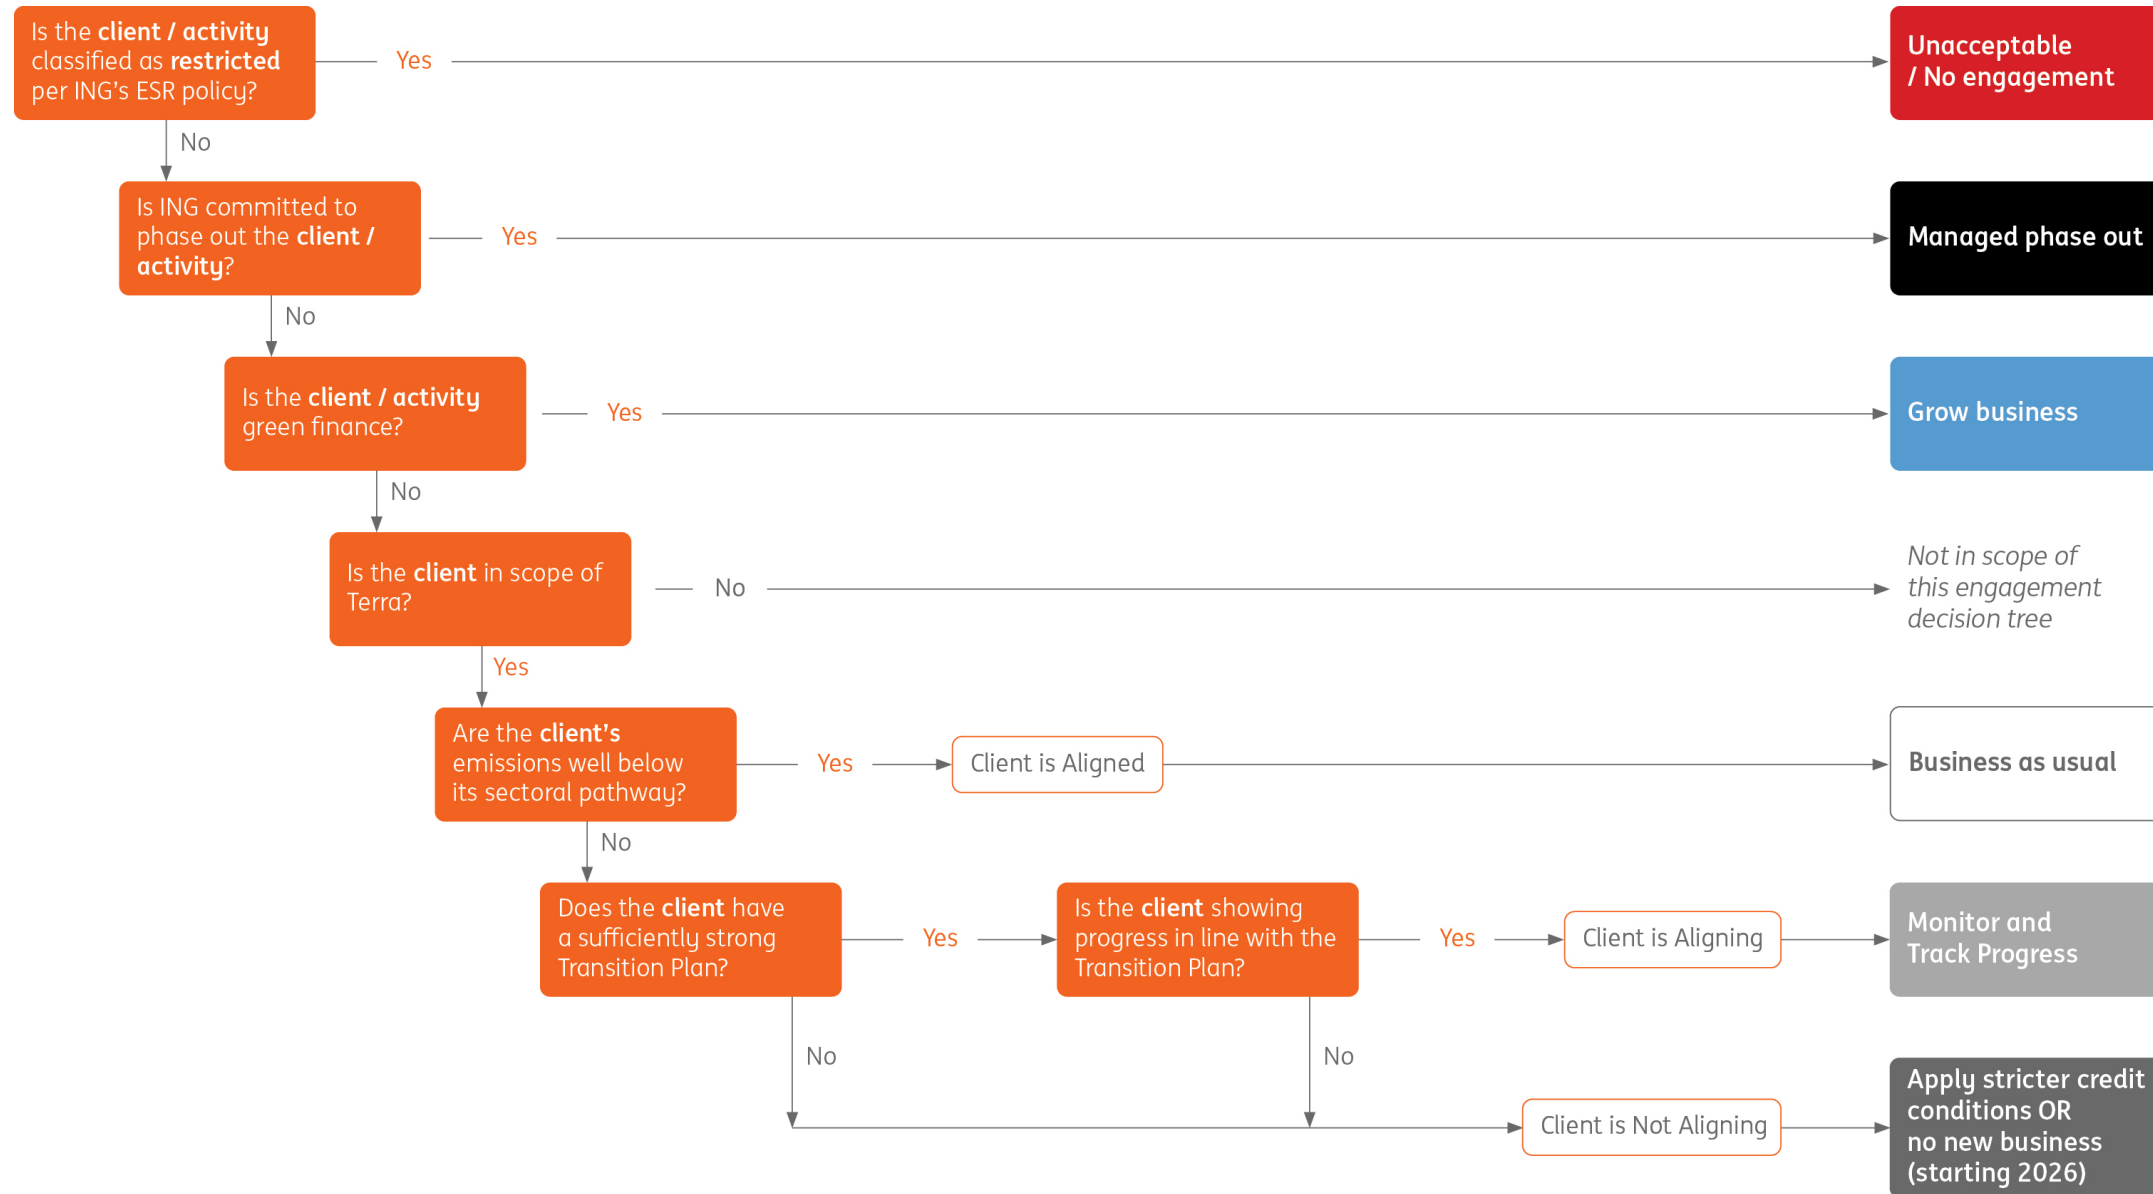 Is the client / activity
classified as restricted
per ING's ESR policy?
Yes
Unacceptable
/ No engagement
No
Is ING committed to
phase out the client /
activity?
Yes
Managed phase out
No
Is the client / activity
green finance?
Yes
Grow business
No
Is the client in scope of
Terra?
No
Not in scope of
this engagement
decision tree
Yes
Are the client's
emissions well below
its sectoral pathway?
Yes
Client is Aligned
Business as usual
No
Does the client have
a sufficiently strong
Transition Plan?
Yes
Is the client showing
progress in line with the
Transition Plan?
Yes
Client is Aligning
Monitor and
Track Progress
No
No
Client is Not Aligning
Apply stricter credit
conditions OR
no new business
(starting 2026)